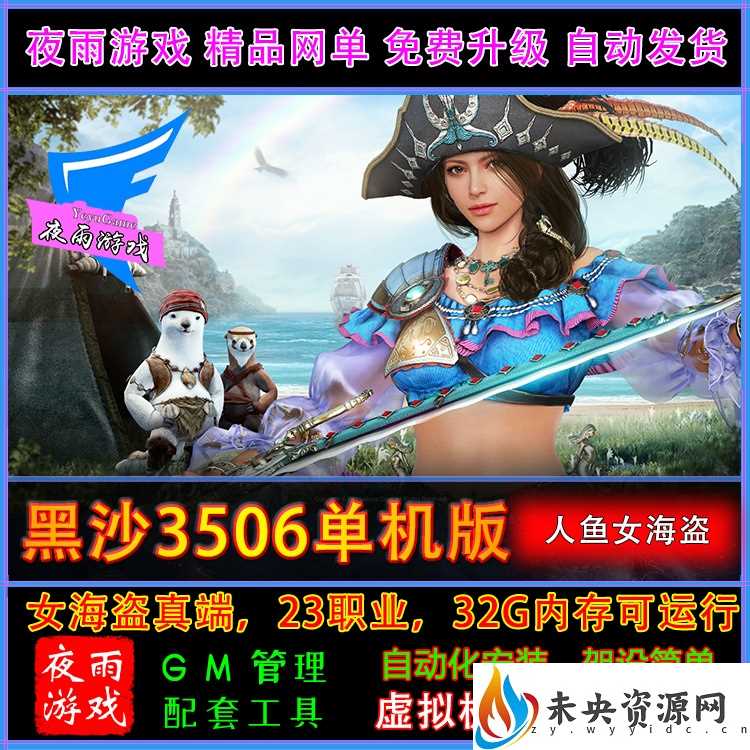 夜雨游戏 精品网单 免费升级 自动发货
YeyuGame
夜雨游戏
黑沙3506单机版
人鱼女海盗
女海盗真端，23职业，32G内存可运行
夜雨
游戏
GM管理
配套工具
自动化安装 架设简单
虚拟机
未央资源网
zy.wyyidc.cn